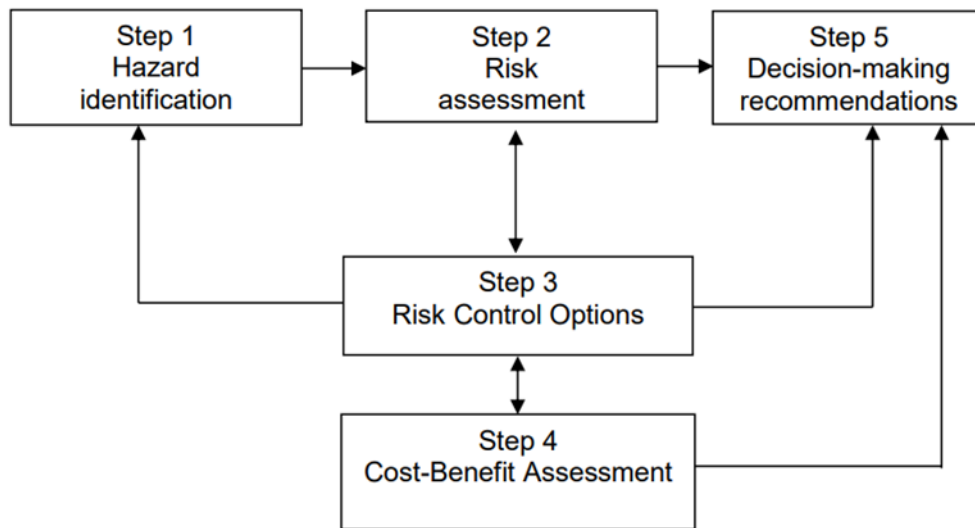 Step 1
Hazard
identification
Step 2
Risk
assessment
Step 5
Decision-making
recommendations
Step 3
Risk Control Options
Step 4
Cost-Benefit Assessment